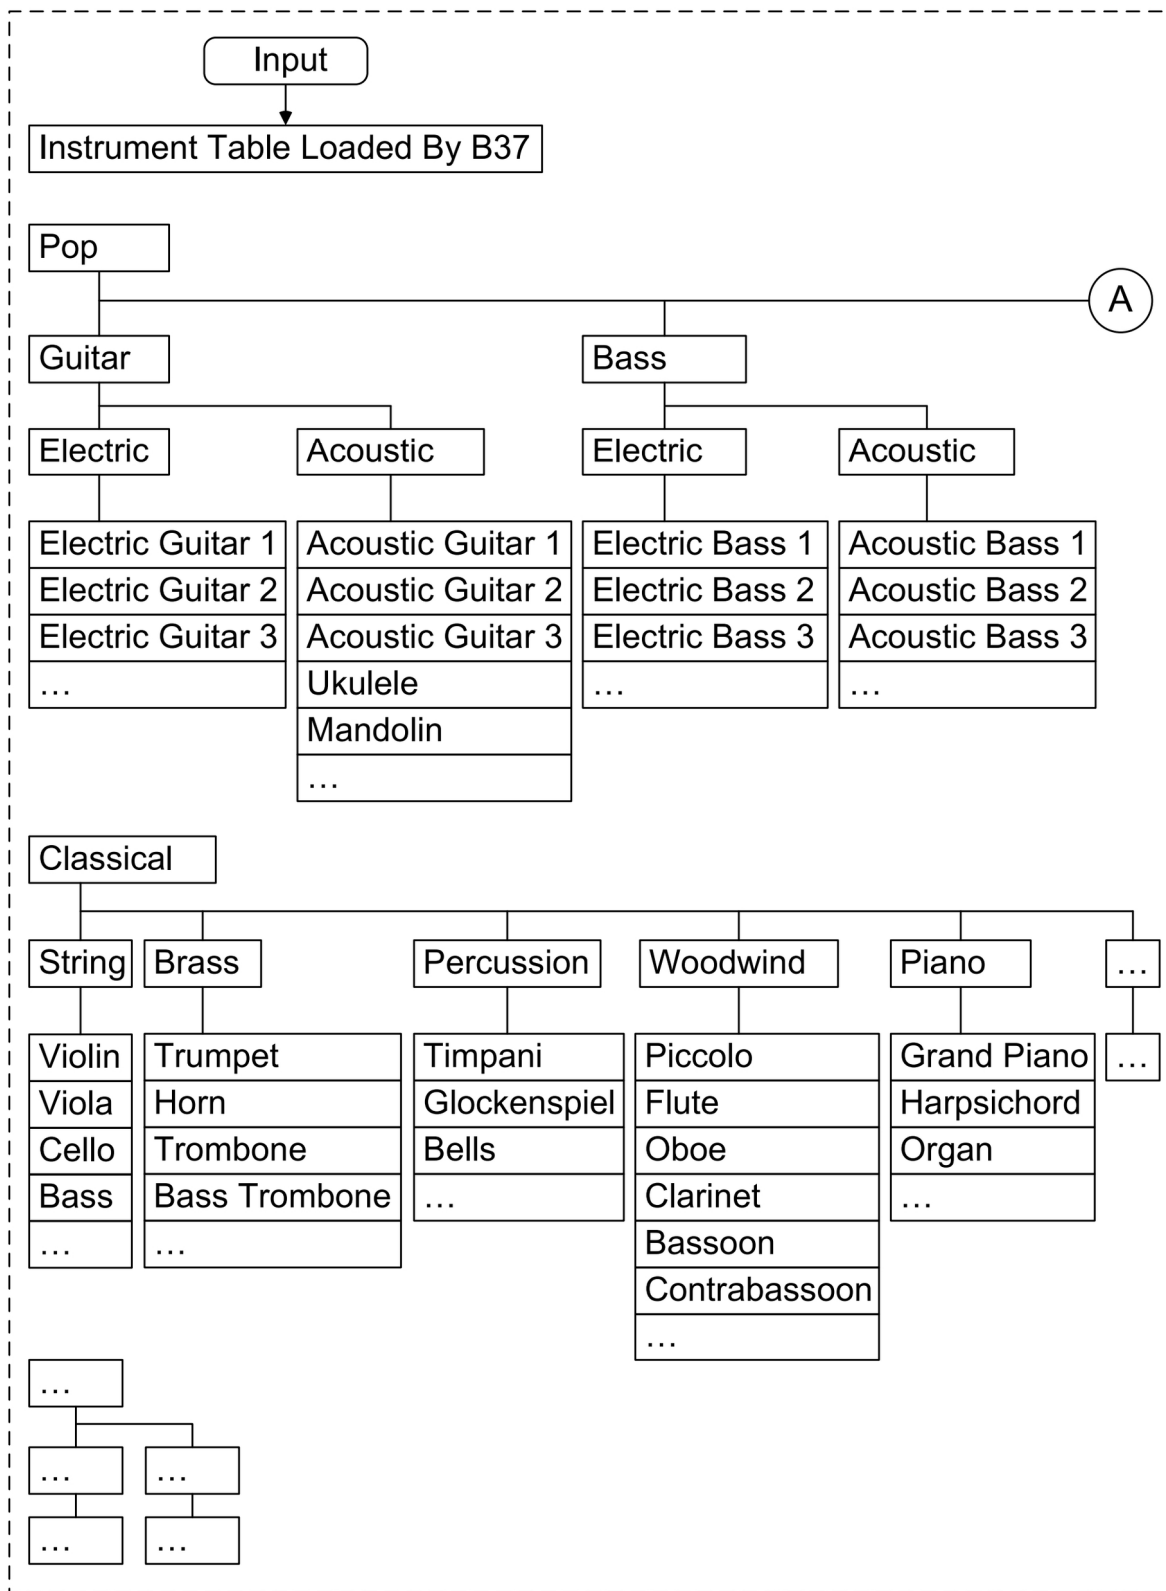 Input
Instrument Table Loaded By B37
Pop
A
Guitar
Bass
Electric
Acoustic
Electric
Acoustic
Electric Guitar 1
Electric Guitar 2
Electric Guitar 3
…
Acoustic Guitar 1
Acoustic Guitar 2
Acoustic Guitar 3
Ukulele
Mandolin
…
Electric Bass 1
Electric Bass 2
Electric Bass 3
…
Acoustic Bass 1
Acoustic Bass 2
Acoustic Bass 3
…
Classical
String
Brass
Percussion
Woodwind
Piano
…
Violin
Viola
Cello
Bass
…
Trumpet
Horn
Trombone
Bass Trombone
…
Timpani
Glockenspiel
Bells
…
Piccolo
Flute
Oboe
Clarinet
Bassoon
Contrabassoon
…
Grand Piano
Harpsichord
Organ
…
…
…
…
…
…
…